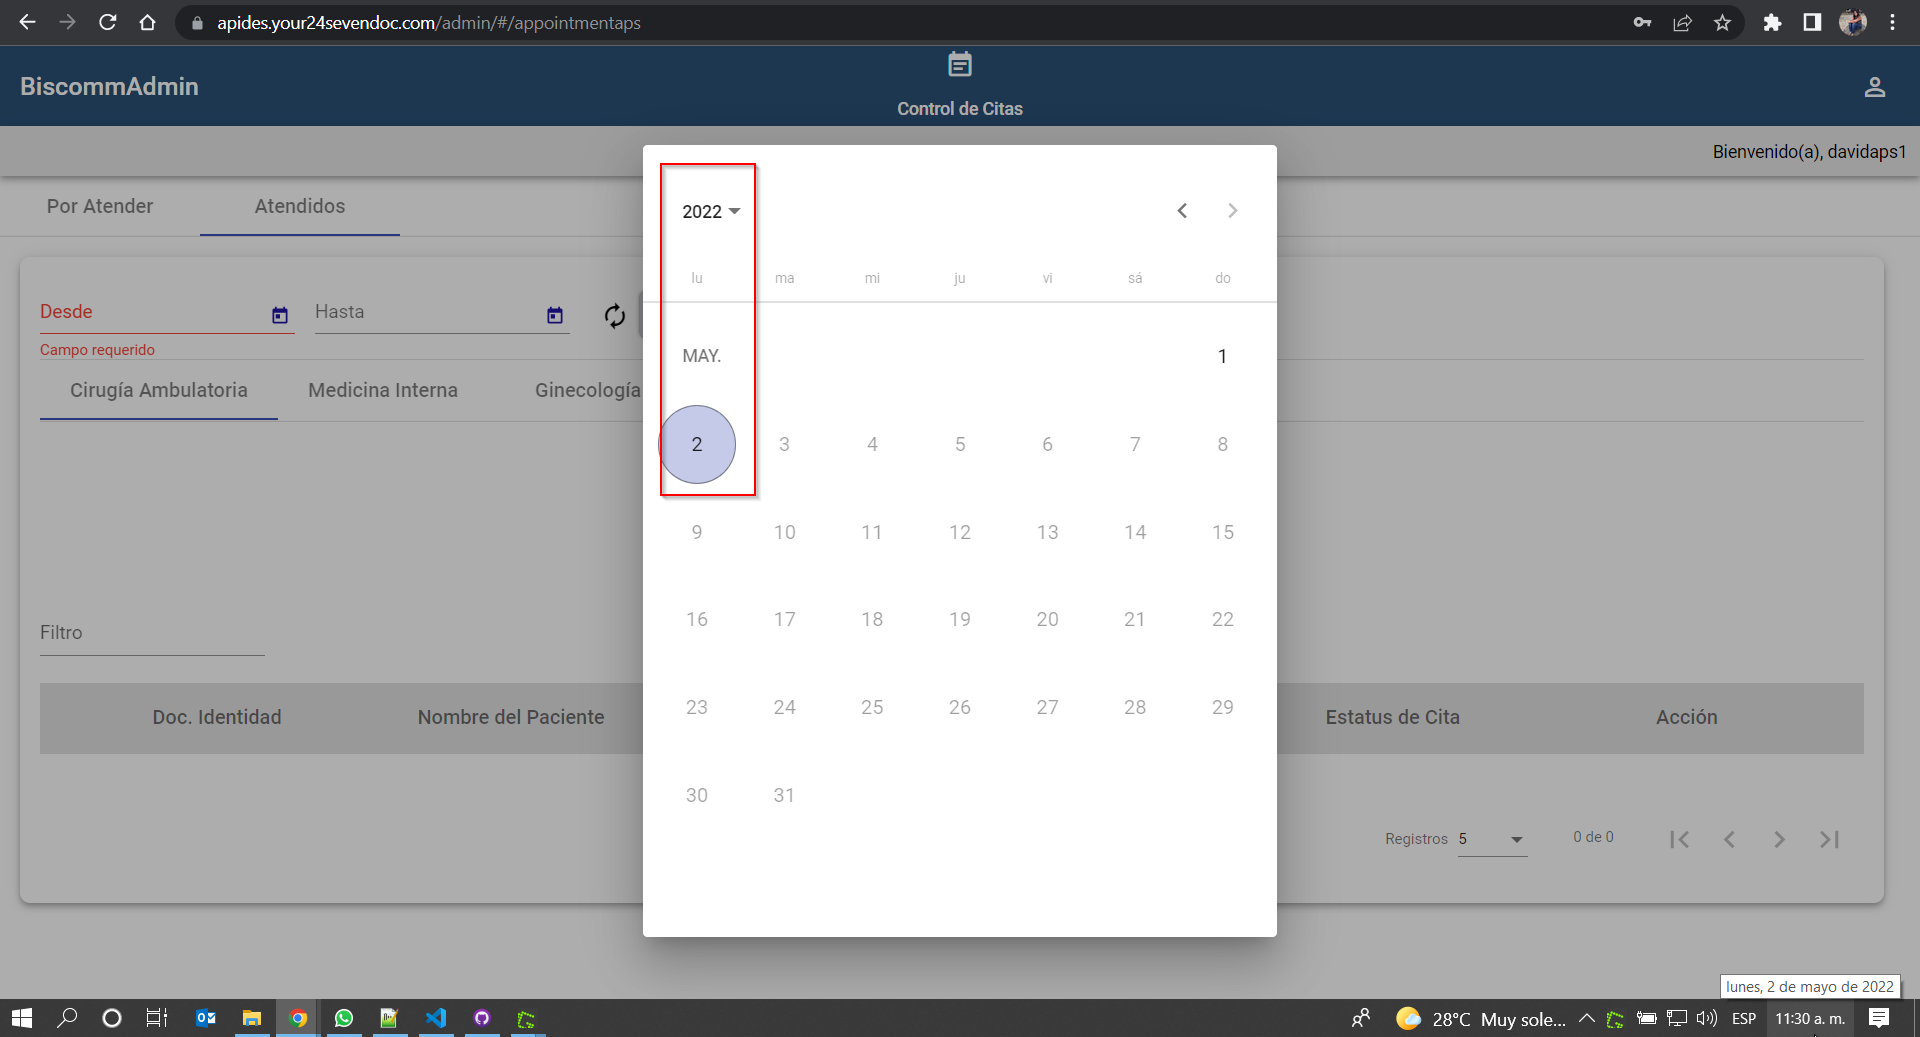 apides.your24sevendoc.com/admin/#/appointmentaps
BiscommAdmin
Control de Citas
Bienvenido(a), davidaps1
Por Atender Atendidos
2022
lu ma mi ju vi sá do
Desde Hasta
Campo requerido
MAY. 1
Cirugía Ambulatoria Medicina Interna Ginecología
2 3 4 5 6 7 8
9 10 11 12 13 14 15
16 17 18 19 20 21 22
Filtro
23 24 25 26 27 28 29
Doc. Identidad Nombre del Paciente Estatus de Cita Acción
30 31
Registros 5 0 de 0
lunes, 2 de mayo de 2022
28°C Muy sole... ESP 11:30 a. m.